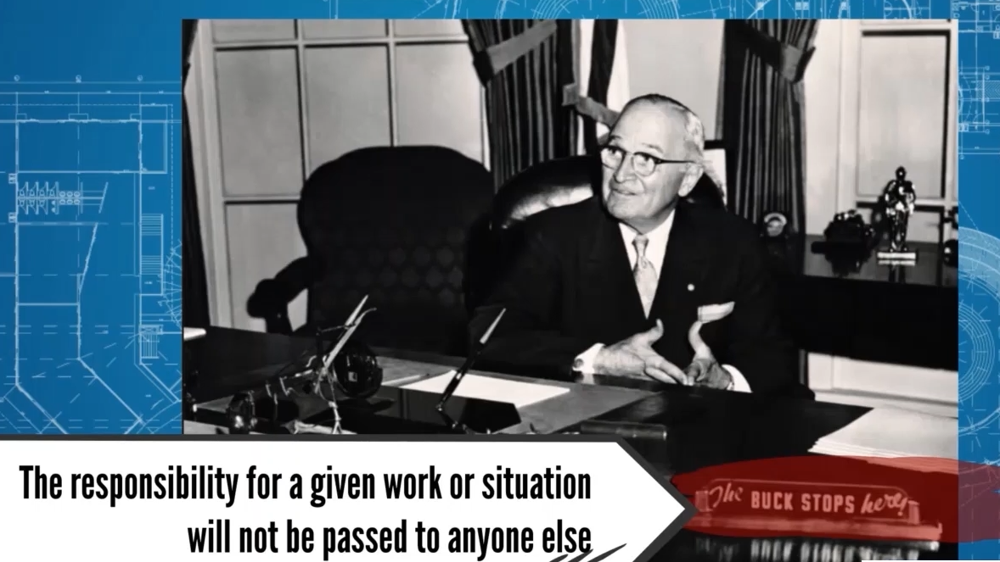 The BUCK STOPS here!
The responsibility for a given work or situation
will not be passed to anyone else